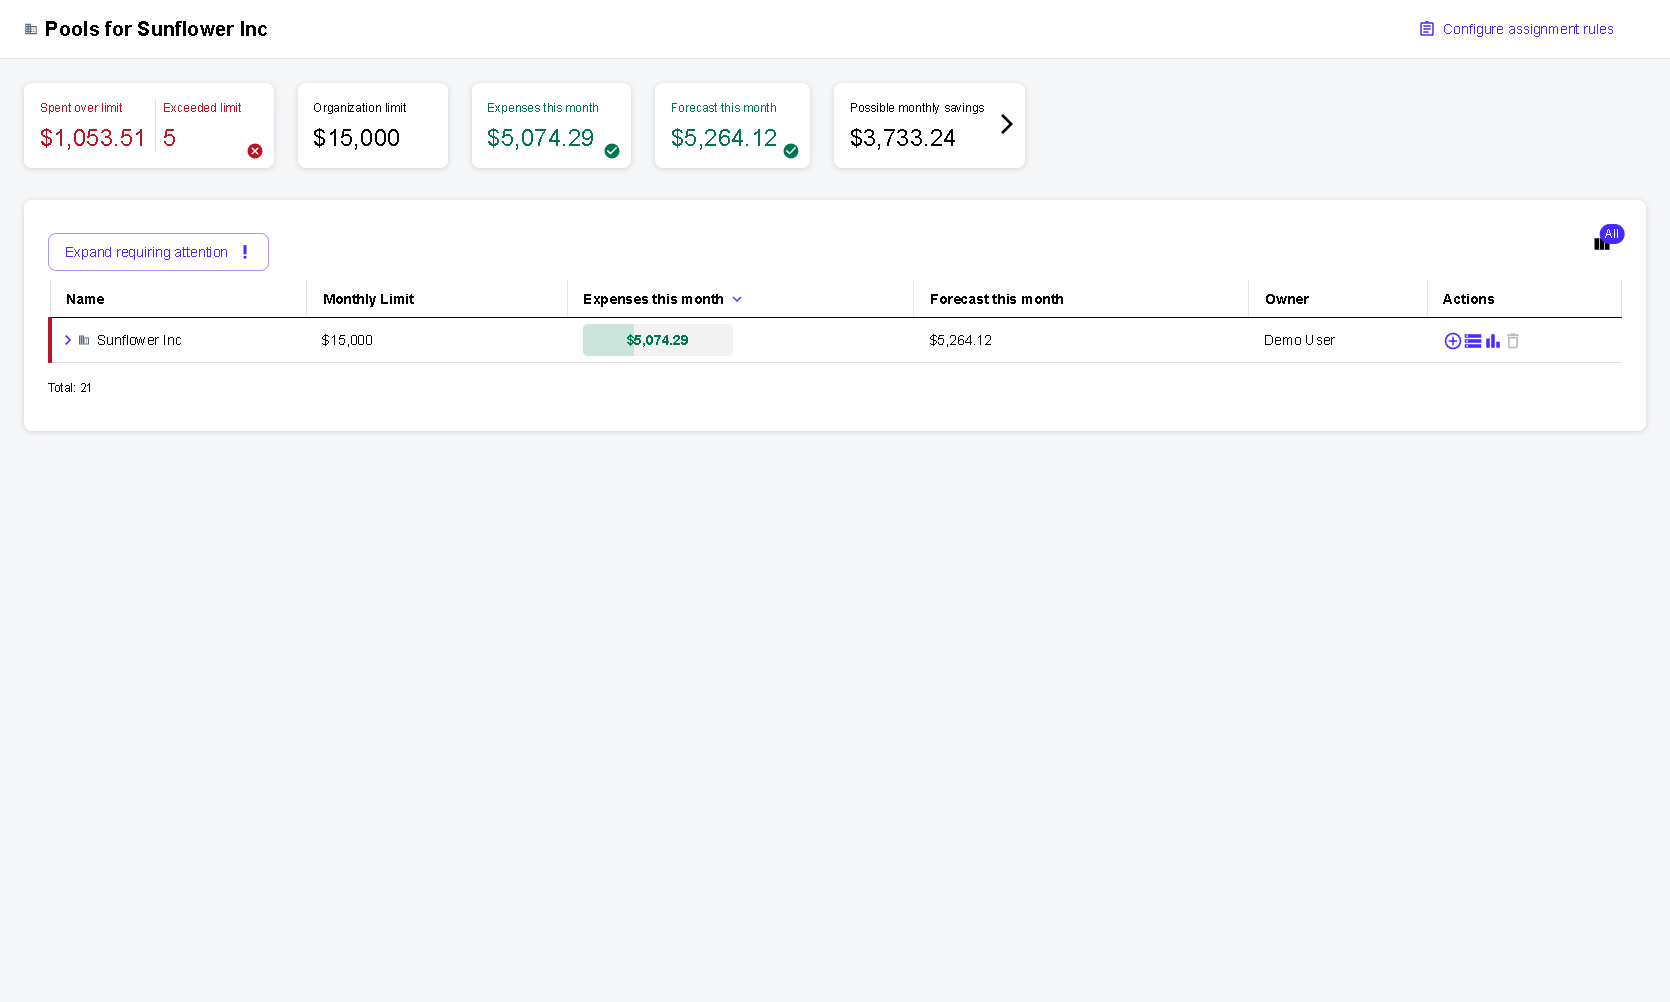 Pools for Sunflower Inc
Configure assignment rules
Spent over limit
$1,053.51
Exceeded limit
5
Organization limit
$15,000
Expenses this month
$5,074.29
Forecast this month
$5,264.12
Possible monthly savings
$3,733.24
Expand requiring attention
All
Name Monthly Limit Expenses this month Forecast this month Owner Actions
Sunflower Inc $15,000 $5,074.29 $5,264.12 Demo User
Total: 21